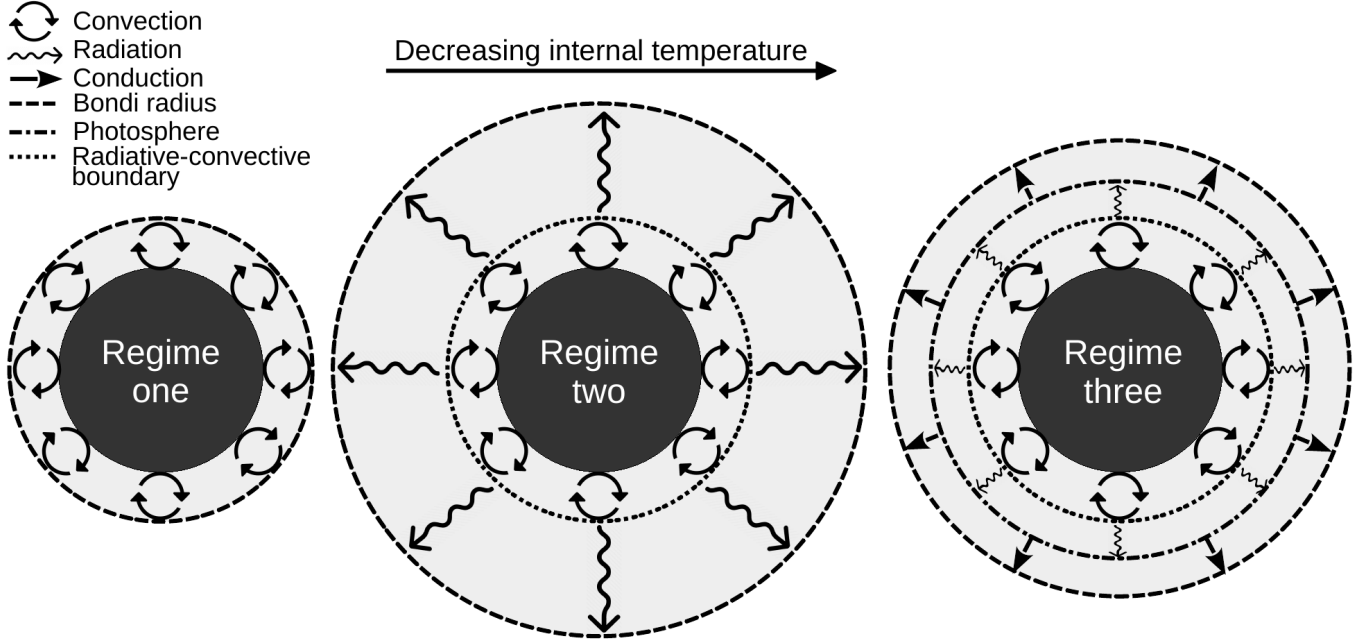 Convection
Radiation
Conduction
Bondi radius
Photosphere
Radiative-convective
boundary
Decreasing internal temperature
Regime
one
Regime
two
Regime
three